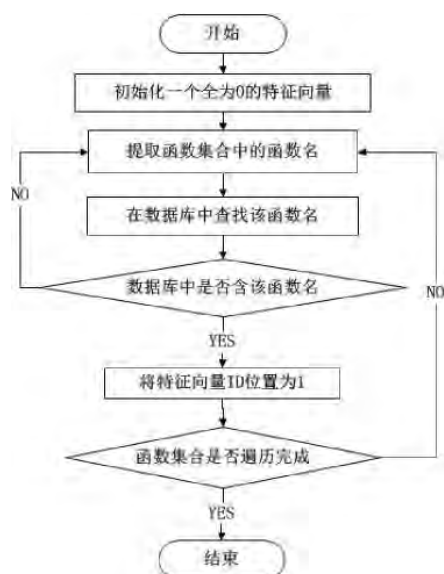 开始
初始化一个全为0的特征向量
提取函数集合中的函数名
NO
在数据库中查找该函数名
NO
数据库中是否含该函数名
YES
将特征向量ID位置为1
函数集合是否遍历完成
YES
结束